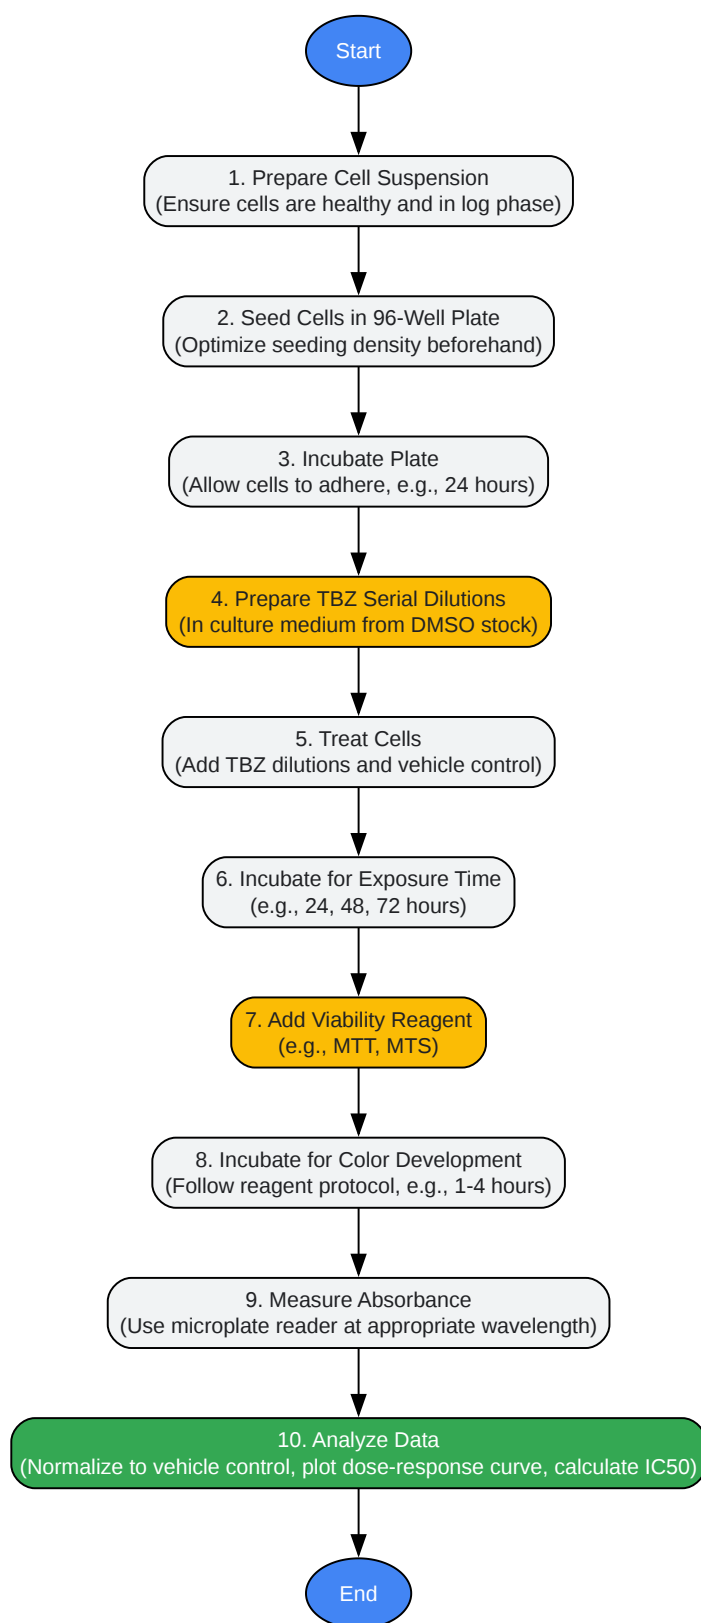 Start
1. Prepare Cell Suspension
(Ensure cells are healthy and in log phase)
2. Seed Cells in 96-Well Plate
(Optimize seeding density beforehand)
3. Incubate Plate
(Allow cells to adhere, e.g., 24 hours)
4. Prepare TBZ Serial Dilutions
(In culture medium from DMSO stock)
5. Treat Cells
(Add TBZ dilutions and vehicle control)
6. Incubate for Exposure Time
(e.g., 24, 48, 72 hours)
7. Add Viability Reagent
(e.g., MTT, MTS)
8. Incubate for Color Development
(Follow reagent protocol, e.g., 1-4 hours)
9. Measure Absorbance
(Use microplate reader at appropriate wavelength)
10. Analyze Data
(Normalize to vehicle control, plot dose-response curve, calculate IC50)
End